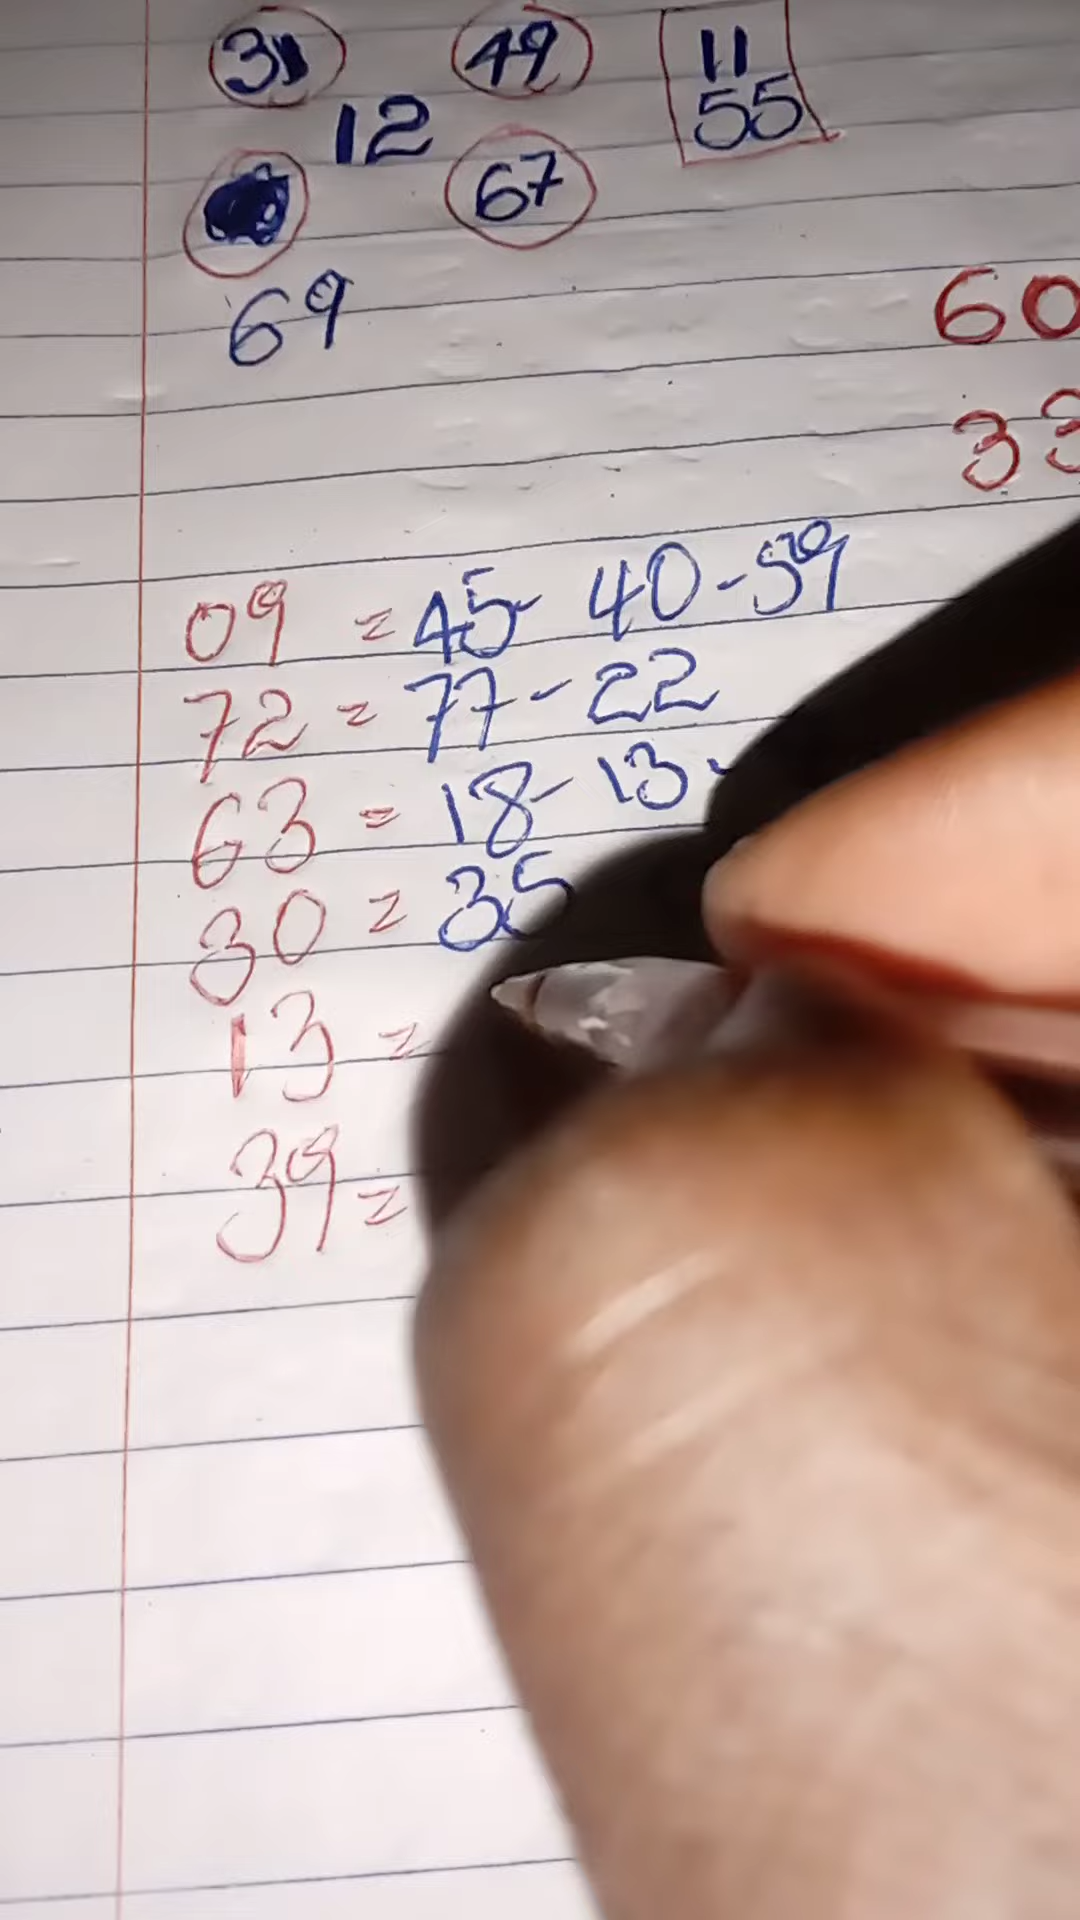 49 11
12 55
67
69
60
33
09 = 45- 40-59
72 = 77-22
63 = 18-13-
30 = 35
13 =
39 =